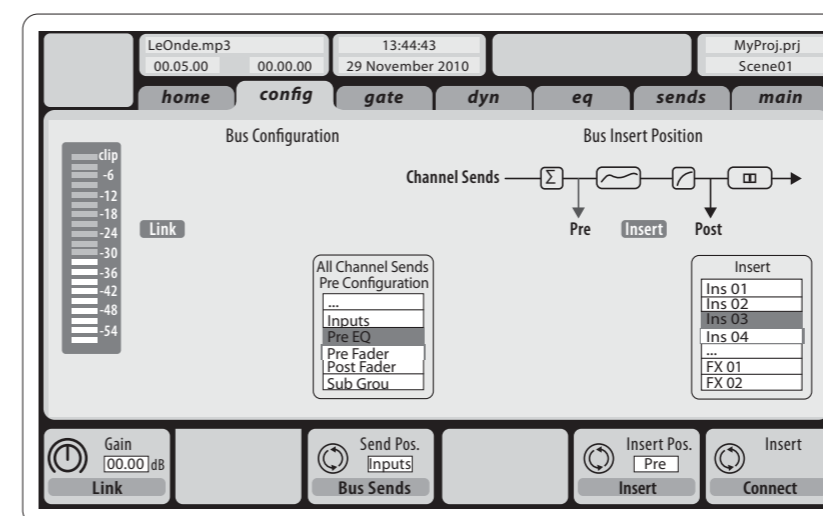 LeOnde.mp3
00.05.00 00.00.00
13:44:43
29 November 2010
MyProj.prj
Scene01
home config gate dyn eq sends main
Bus Configuration
Bus Insert Position
clip
-6
-12
-18
-24
-30
-36
-42
-48
-54
Link
Channel Sends
Σ
Pre Insert Post
All Channel Sends
Pre Configuration
...
Inputs
Pre EQ
Pre Fader
Post Fader
Sub Grou
Insert
Ins 01
Ins 02
Ins 03
Ins 04
...
FX 01
FX 02
Gain
00.00 dB
Link
Send Pos.
Inputs
Bus Sends
Insert Pos.
Pre
Insert
Insert
Connect